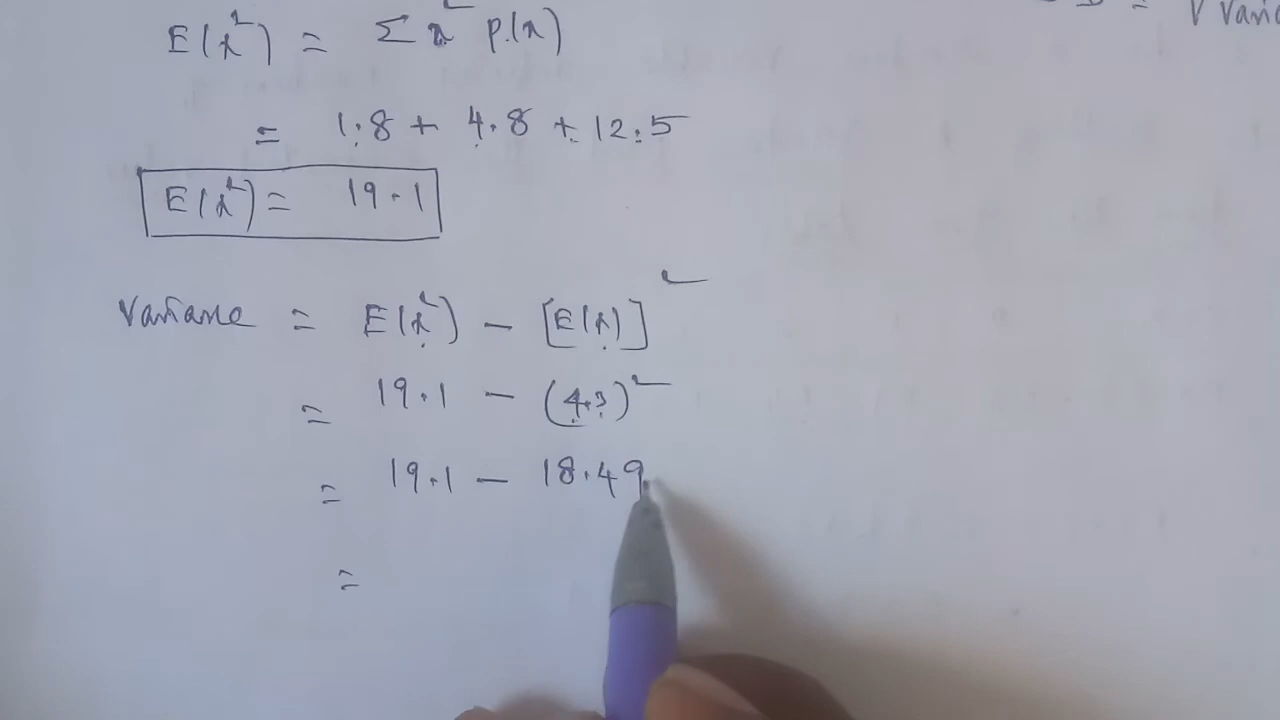 E(x²) = Σ x² P(x)
= 1.8 + 4.8 + 12.5
E(x²) = 19.1
Variance = E(x²) - [E(x)]²
= 19.1 - (4.3)²
= 19.1 - 18.49
=